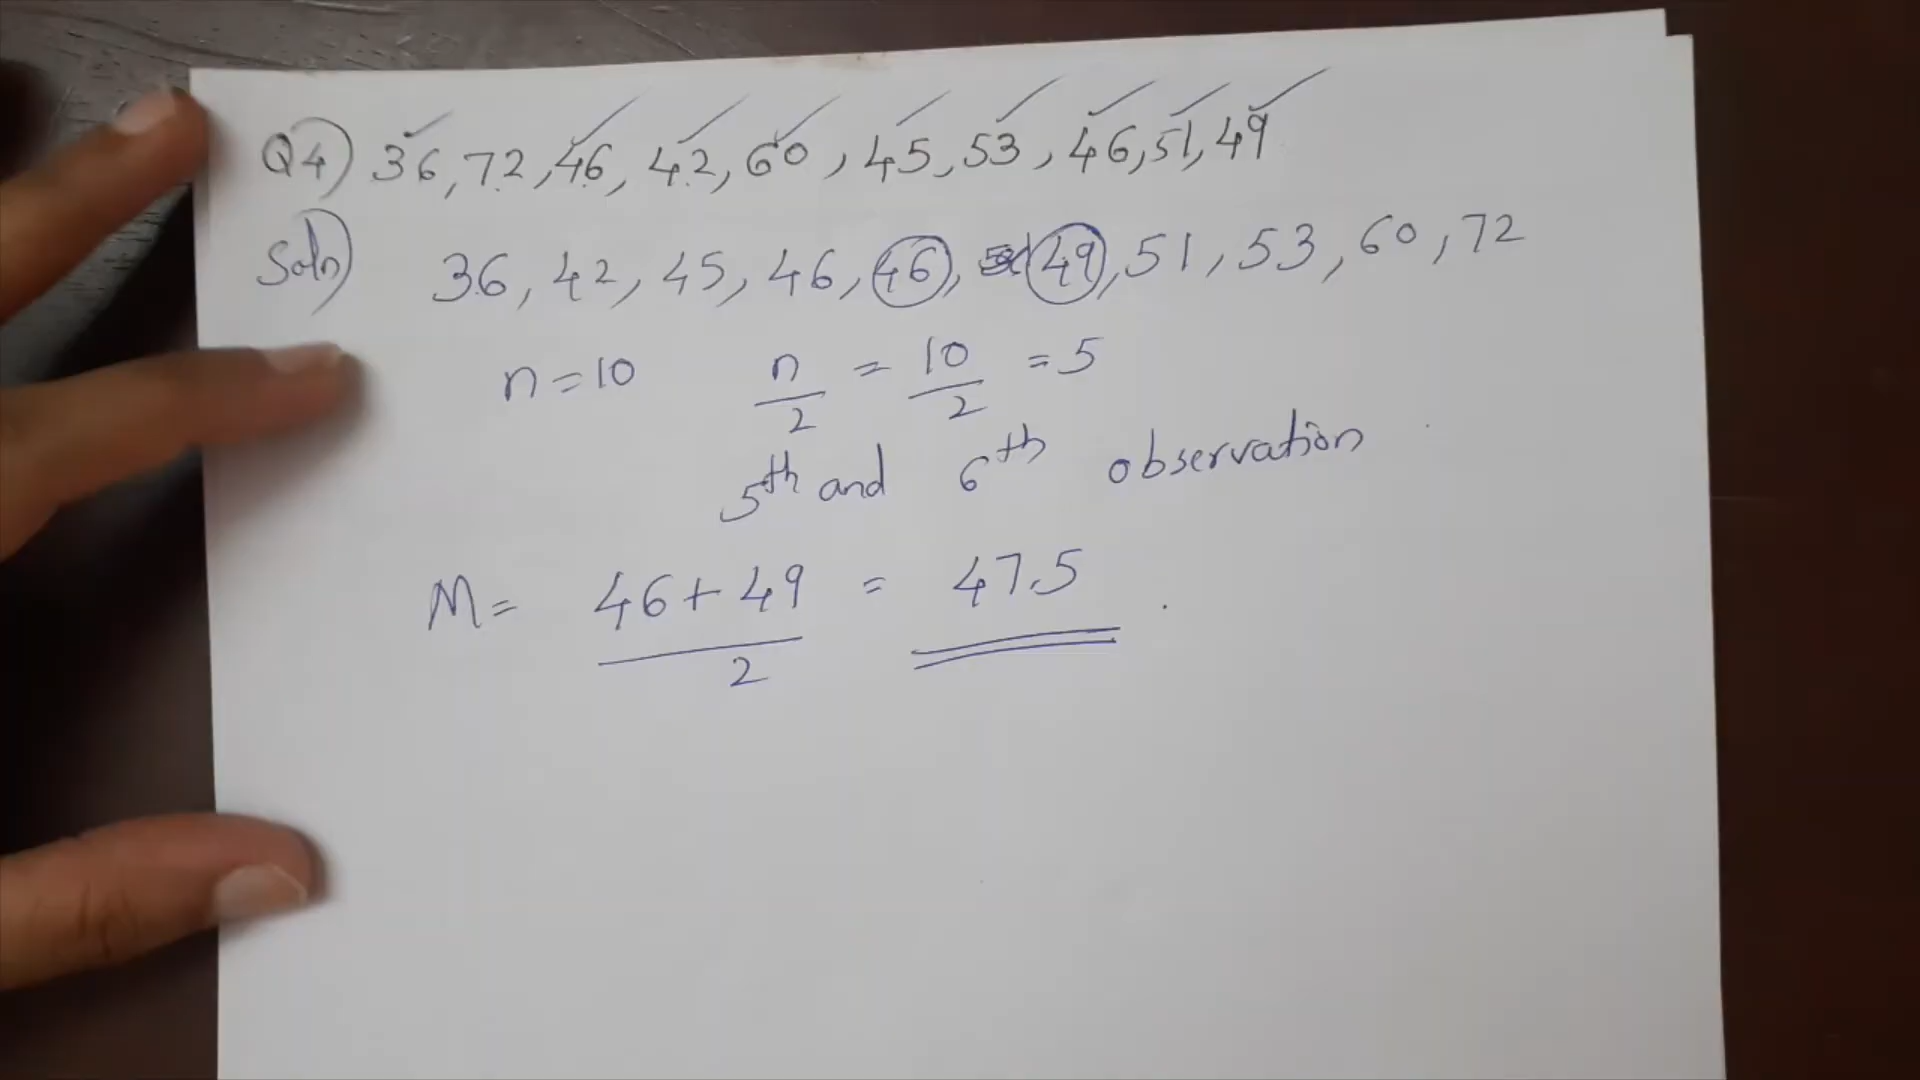 Q4) 36, 72, 46, 42, 60, 45, 53, 46, 51, 49
Soln) 36, 42, 45, 46, 46, 49, 51, 53, 60, 72
n = 10 n/2 = 10/2 = 5
5th and 6th observation
M = 46 + 49 / 2 = 47.5